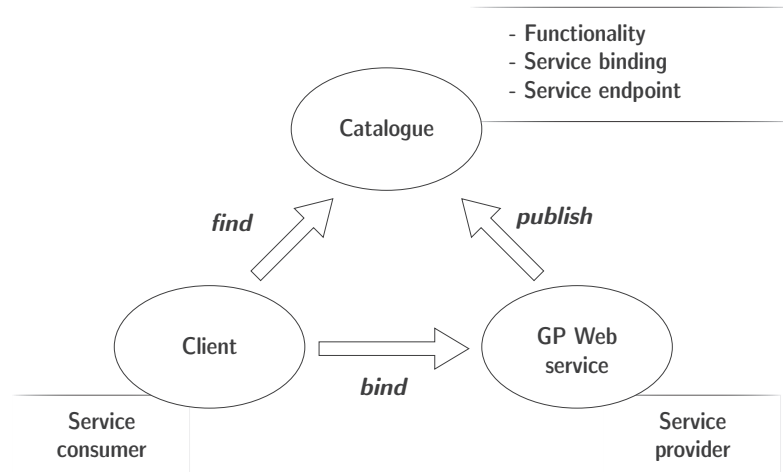 - Functionality
- Service binding
- Service endpoint
Catalogue
find
publish
Client
GP Web
service
bind
Service
consumer
Service
provider